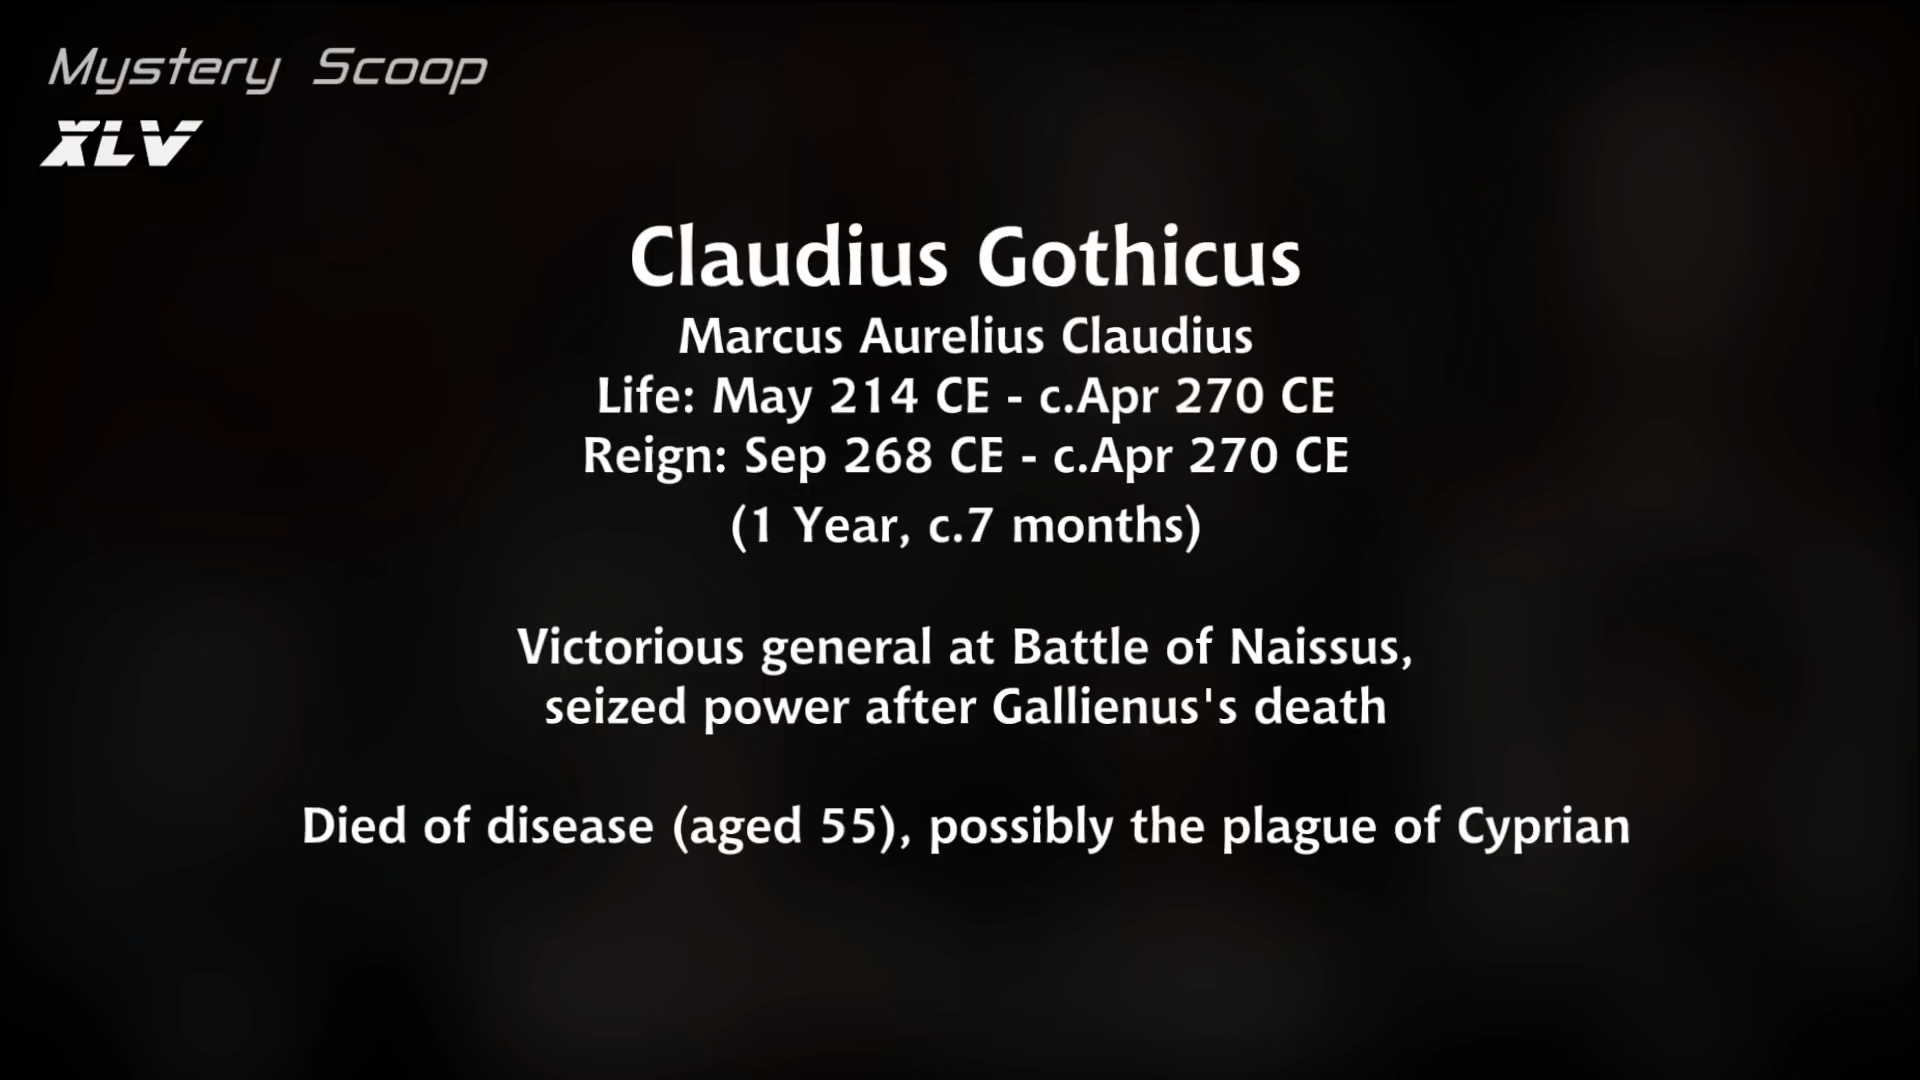 Mystery Scoop
XLV
Claudius Gothicus
Marcus Aurelius Claudius
Life: May 214 CE - c.Apr 270 CE
Reign: Sep 268 CE - c.Apr 270 CE
(1 Year, c.7 months)
Victorious general at Battle of Naissus,
seized power after Gallienus's death
Died of disease (aged 55), possibly the plague of Cyprian